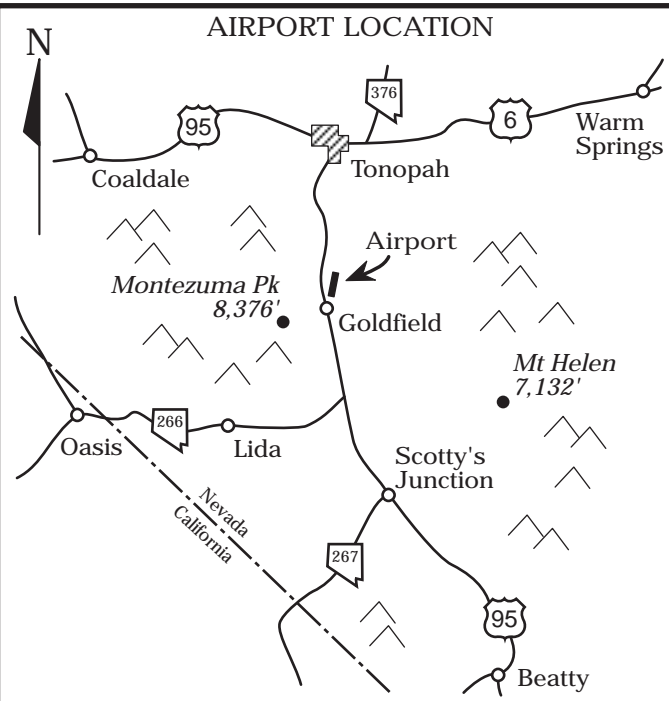 AIRPORT LOCATION
N
376
95
6
Warm
Springs
Coaldale
Tonopah
Airport
Montezuma Pk
8,376'
Goldfield
Mt Helen
7,132'
266
Oasis
Lida
Scotty's
Junction
Nevada
California
267
95
Beatty